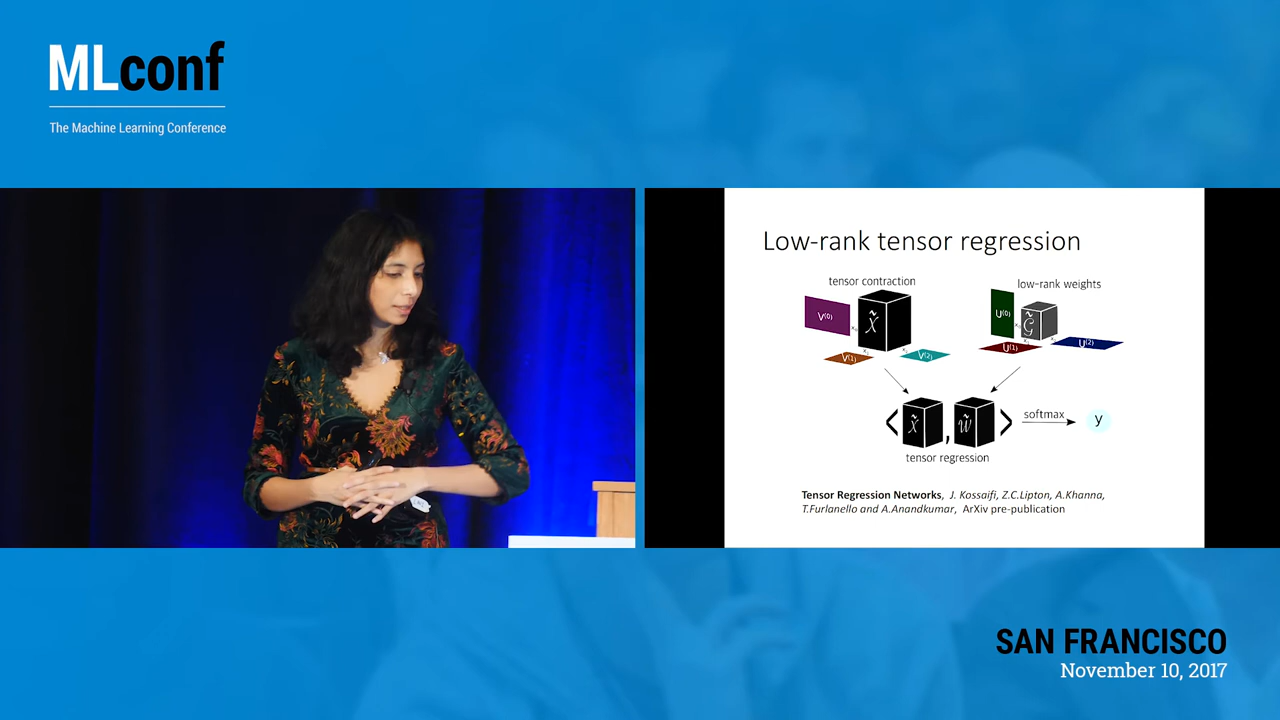 MLconf
The Machine Learning Conference
Low-rank tensor regression
tensor contraction
low-rank weights
V(0)
X̃
V(1)
V(2)
U(0)
G̃
U(1)
U(2)
< X̃ , W̃ >
softmax
y
tensor regression
Tensor Regression Networks, J. Kossaifi, Z.C.Lipton, A.Khanna,
T.Furlanello and A.Anandkumar, ArXiv pre-publication
SAN FRANCISCO
November 10, 2017